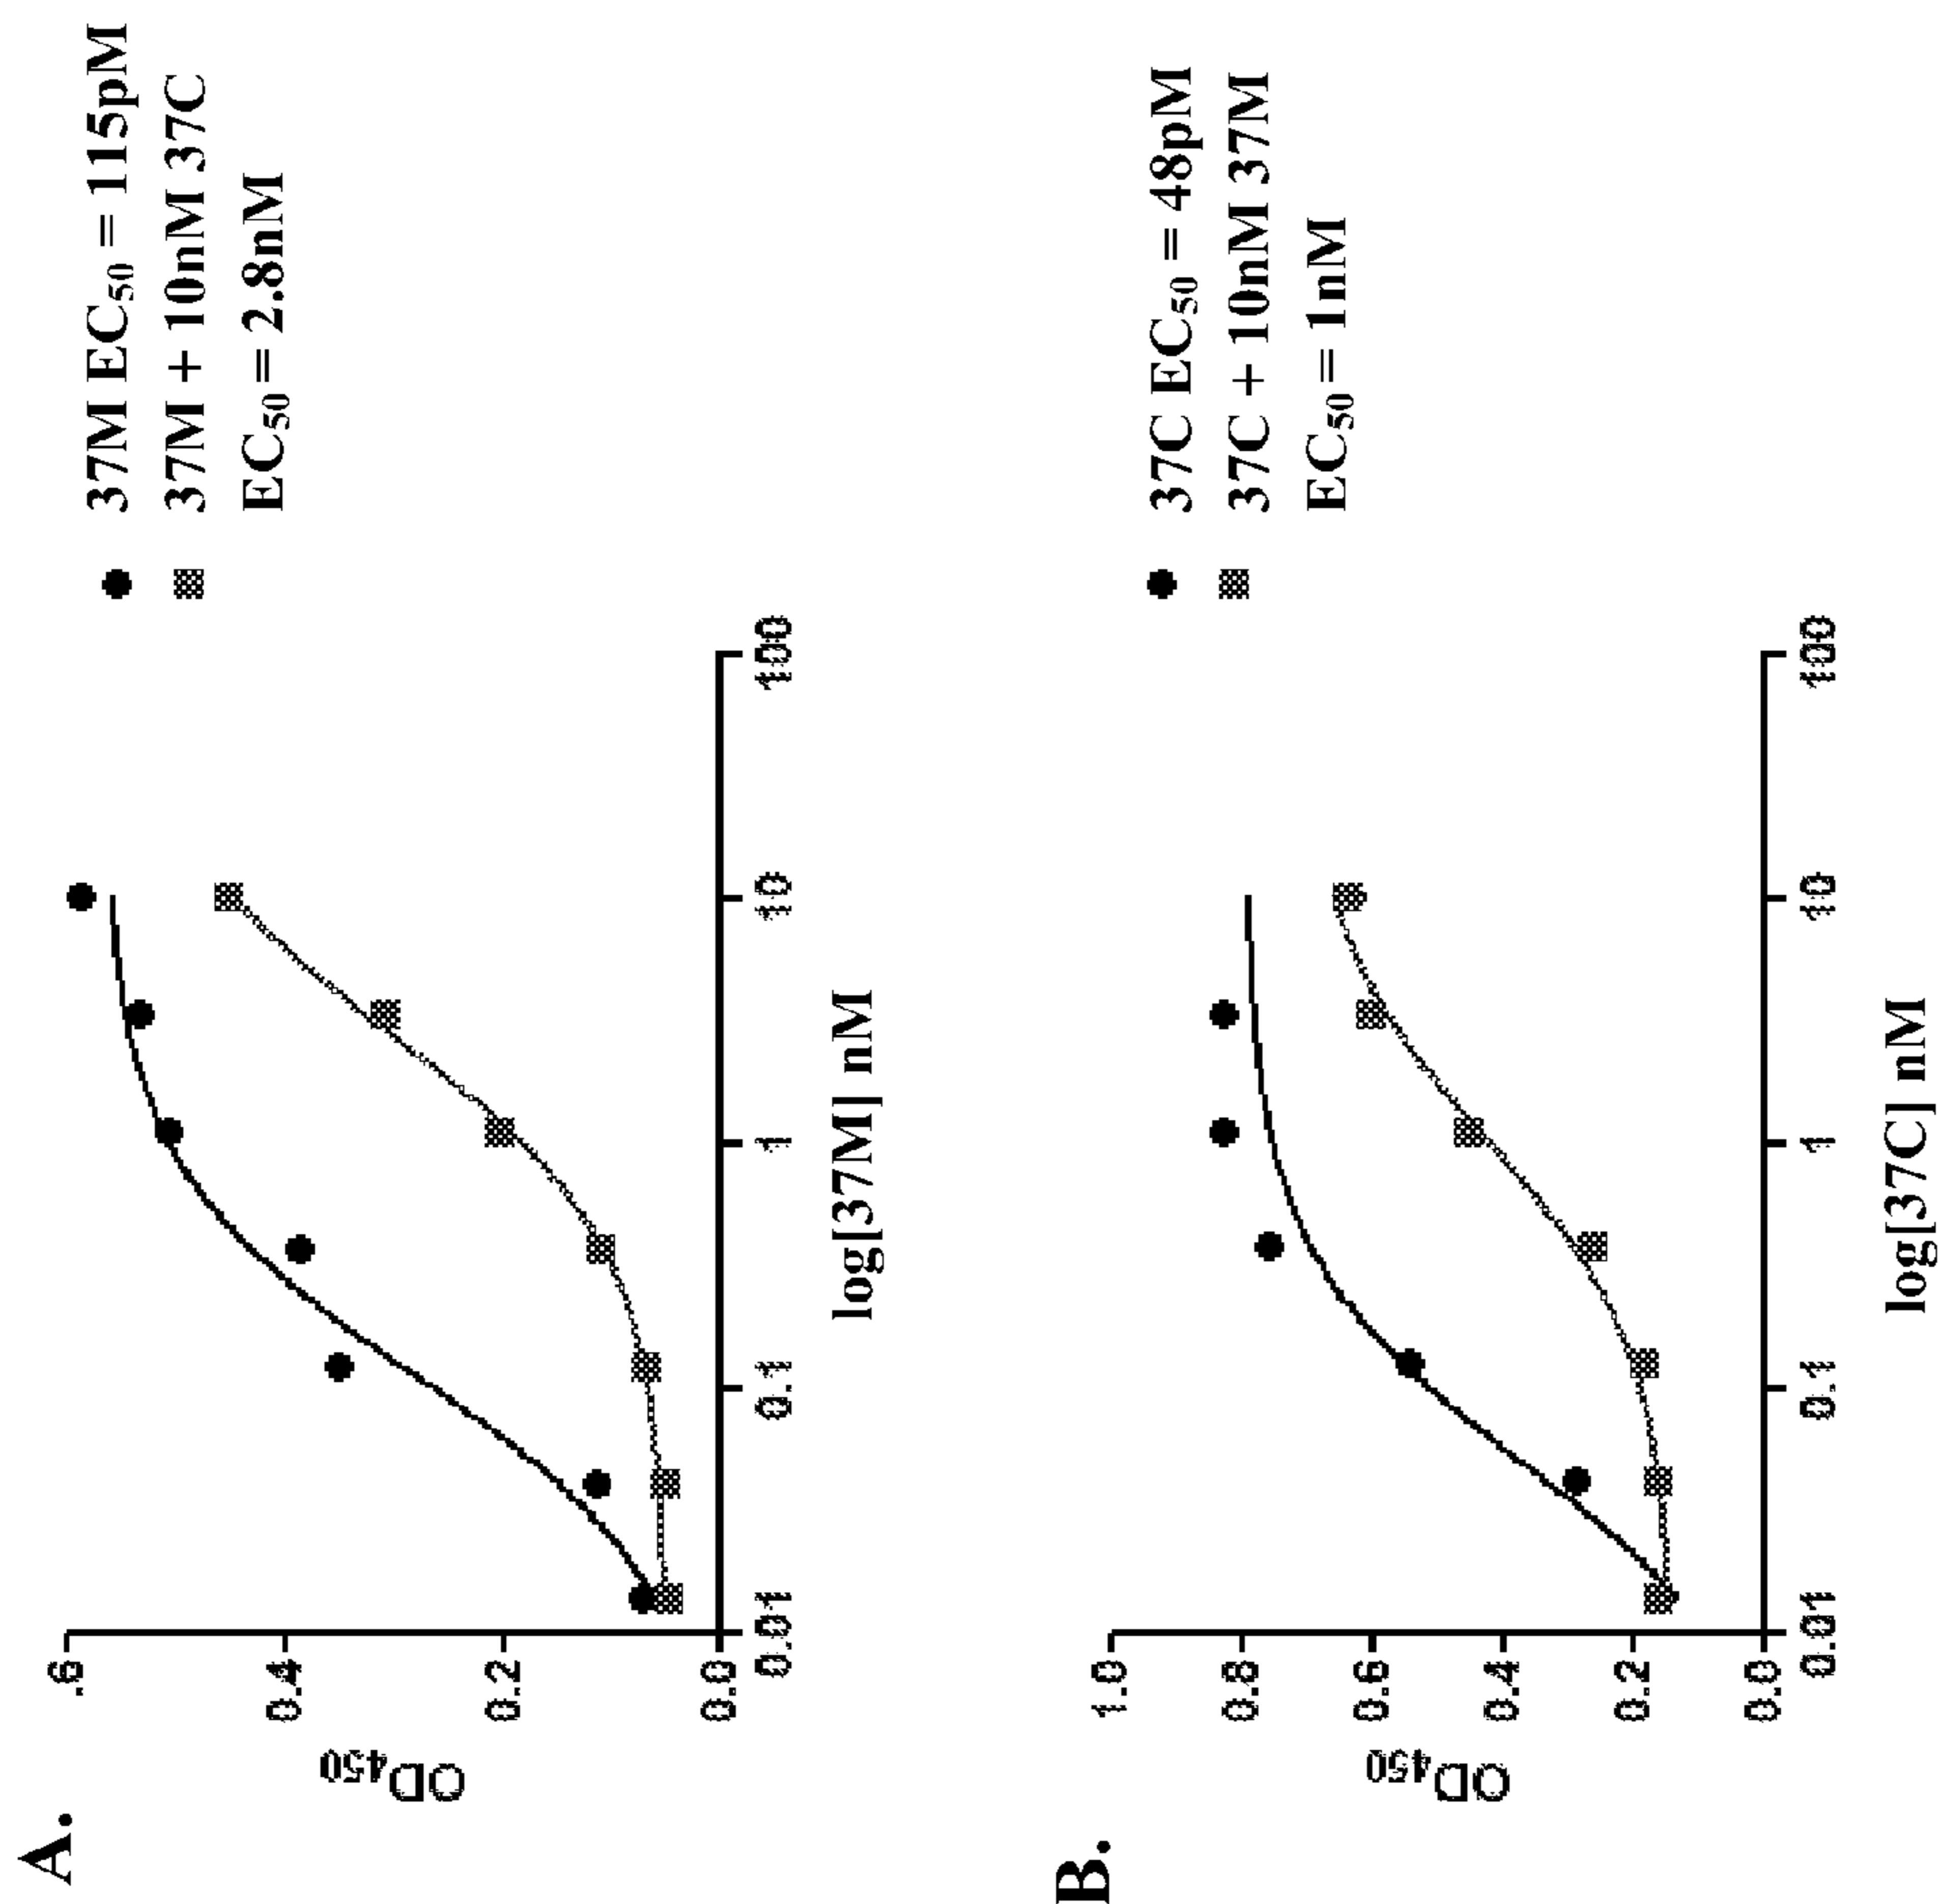 A.
37M EC50 = 115pM
37M + 10nM 37C
EC50 = 2.8nM
.6
0.4
0.2
0.0
OD450
0.01
0.1
1
10
100
log[37M] nM
B.
37C EC50 = 48pM
37C + 10nM 37M
EC50 = 1nM
1.0
0.8
0.6
0.4
0.2
0.0
OD450
0.01
0.1
1
10
100
log[37C] nM